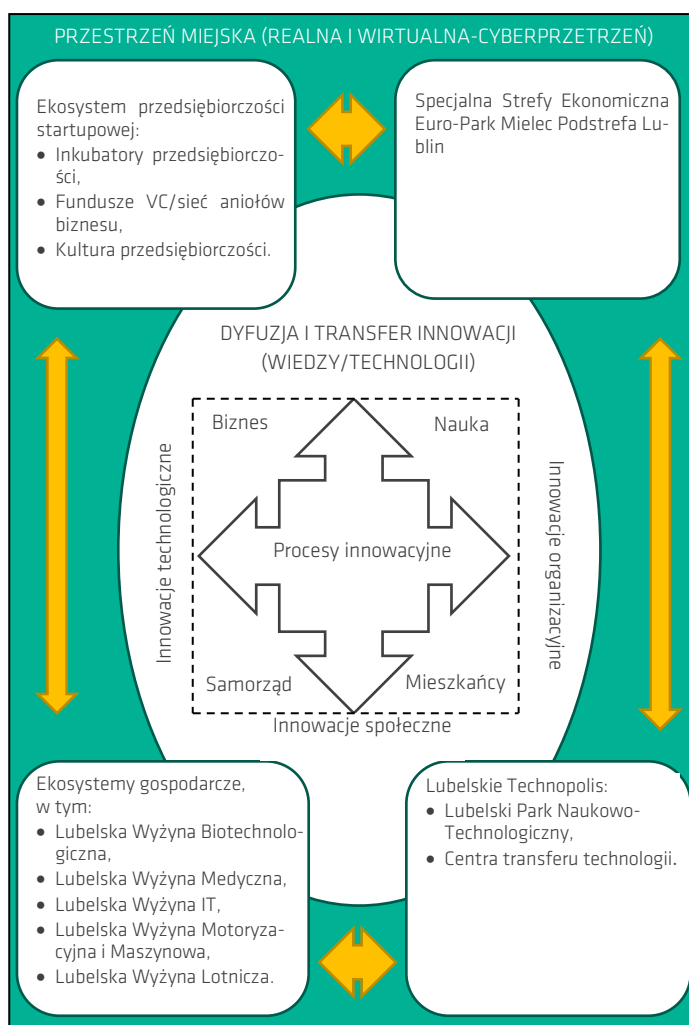 PRZESTRZEŃ MIEJSKA (REALNA I WIRTUALNA-CYBERPRZETRZEŃ)
Ekosystem przedsiębiorczości
startupowej:
• Inkubatory przedsiębiorczo-
ści,
• Fundusze VC/sieć aniołów
biznesu,
• Kultura przedsiębiorczości.
Specjalna Strefy Ekonomiczna
Euro-Park Mielec Podstrefa Lu-
blin
DYFUZJA I TRANSFER INNOWACJI
(WIEDZY/TECHNOLOGII)
Biznes
Nauka
Innowacje technologiczne
Procesy innowacyjne
Innowacje organizacyjne
Samorząd
Mieszkańcy
Innowacje społeczne
Ekosystemy gospodarcze,
w tym:
• Lubelska Wyżyna Biotechnolo-
giczna,
• Lubelska Wyżyna Medyczna,
• Lubelska Wyżyna IT,
• Lubelska Wyżyna Motoryza-
cyjna i Maszynowa,
• Lubelska Wyżyna Lotnicza.
Lubelskie Technopolis:
• Lubelski Park Naukowo-
Technologiczny,
• Centra transferu technologii.